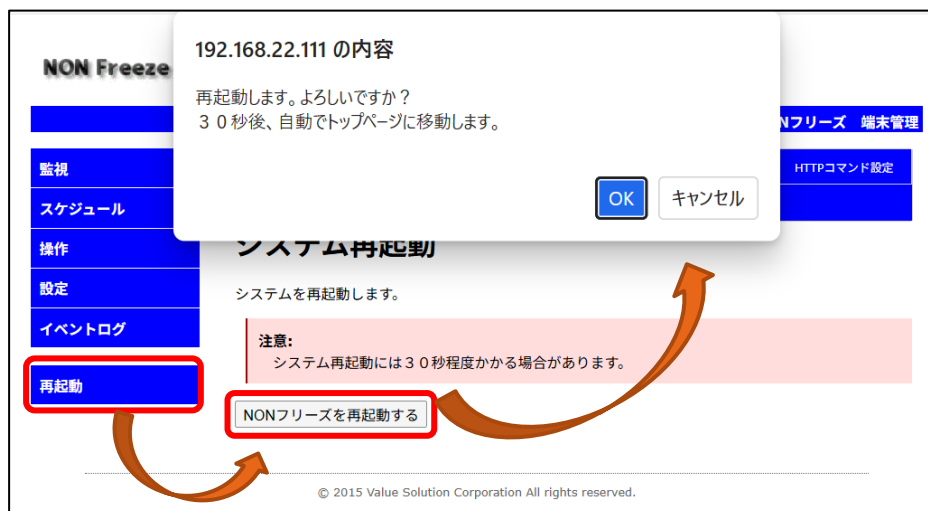 192.168.22.111 の内容
再起動します。よろしいですか？
３０秒後、自動でトップページに移動します。
OK
キャンセル
NON Freeze
フリーズ 端末管理
HTTPコマンド設定
監視
スケジュール
操作
設定
イベントログ
再起動
システム再起動
システムを再起動します。
注意:
システム再起動には３０秒程度かかる場合があります。
NONフリーズを再起動する
© 2015 Value Solution Corporation All rights reserved.